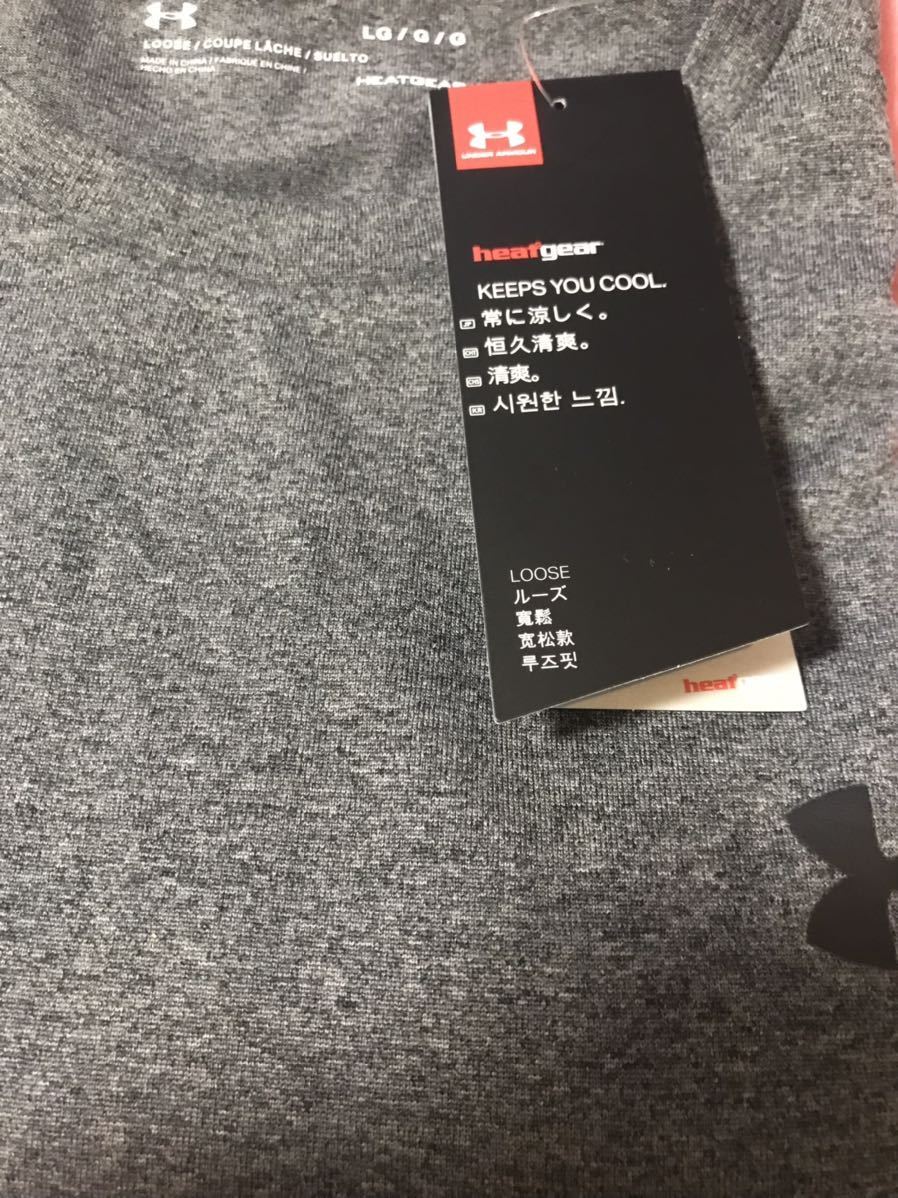 LG / G / G
LOOSE / COUPE LÂCHE / SUELTO
MADE IN CHINA / FABRIQUÉ EN CHINE /
HECHO EN CHINA
HEATGEAR
UNDER ARMOUR
heatgear
KEEPS YOU COOL.
JP 常に涼しく。
CHT 恒久清爽。
CHS 清爽。
KR 시원한 느낌.
LOOSE
ルーズ
寬鬆
宽松款
루즈핏
heat